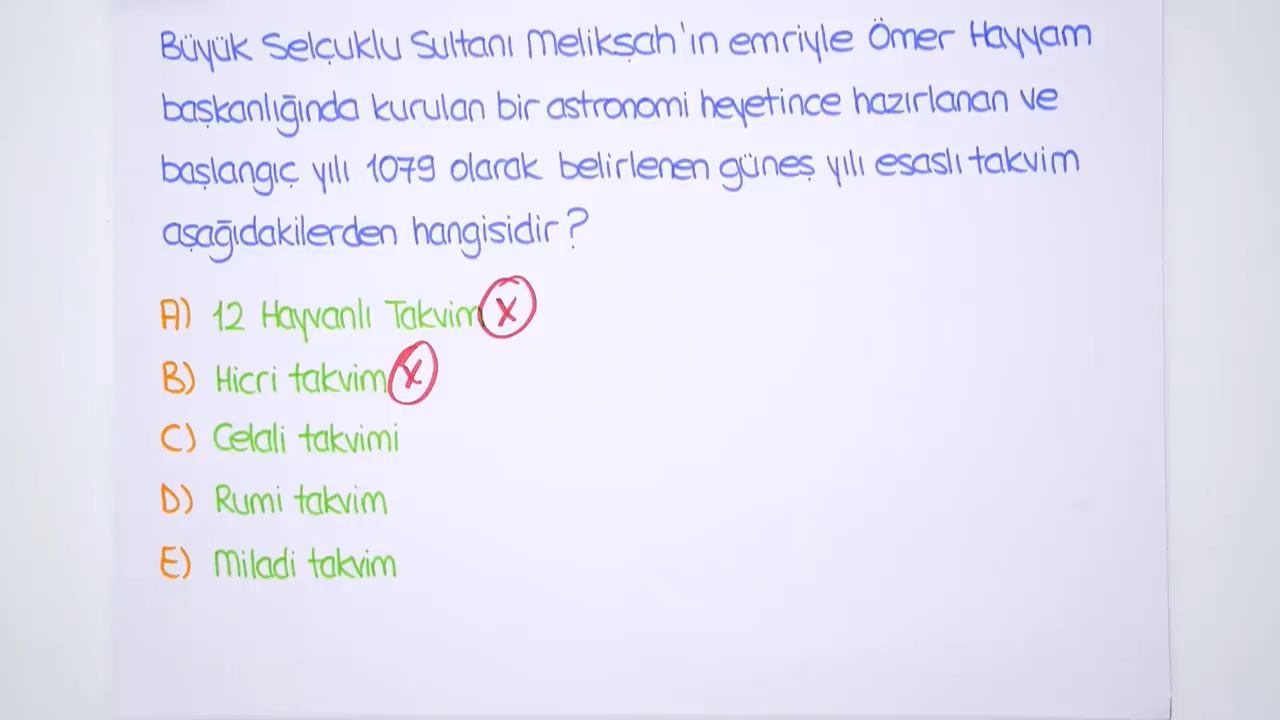 Büyük Selçuklu Sultanı Melikşah'ın emriyle Ömer Hayyam
başkanlığında kurulan bir astronomi heyetince hazırlanan ve
başlangıç yılı 1079 olarak belirlenen güneş yılı esaslı takvim
aşağıdakilerden hangisidir?
A) 12 Hayvanlı Takvim X
B) Hicri takvim X
C) Celali takvimi
D) Rumi takvim
E) Miladi takvim